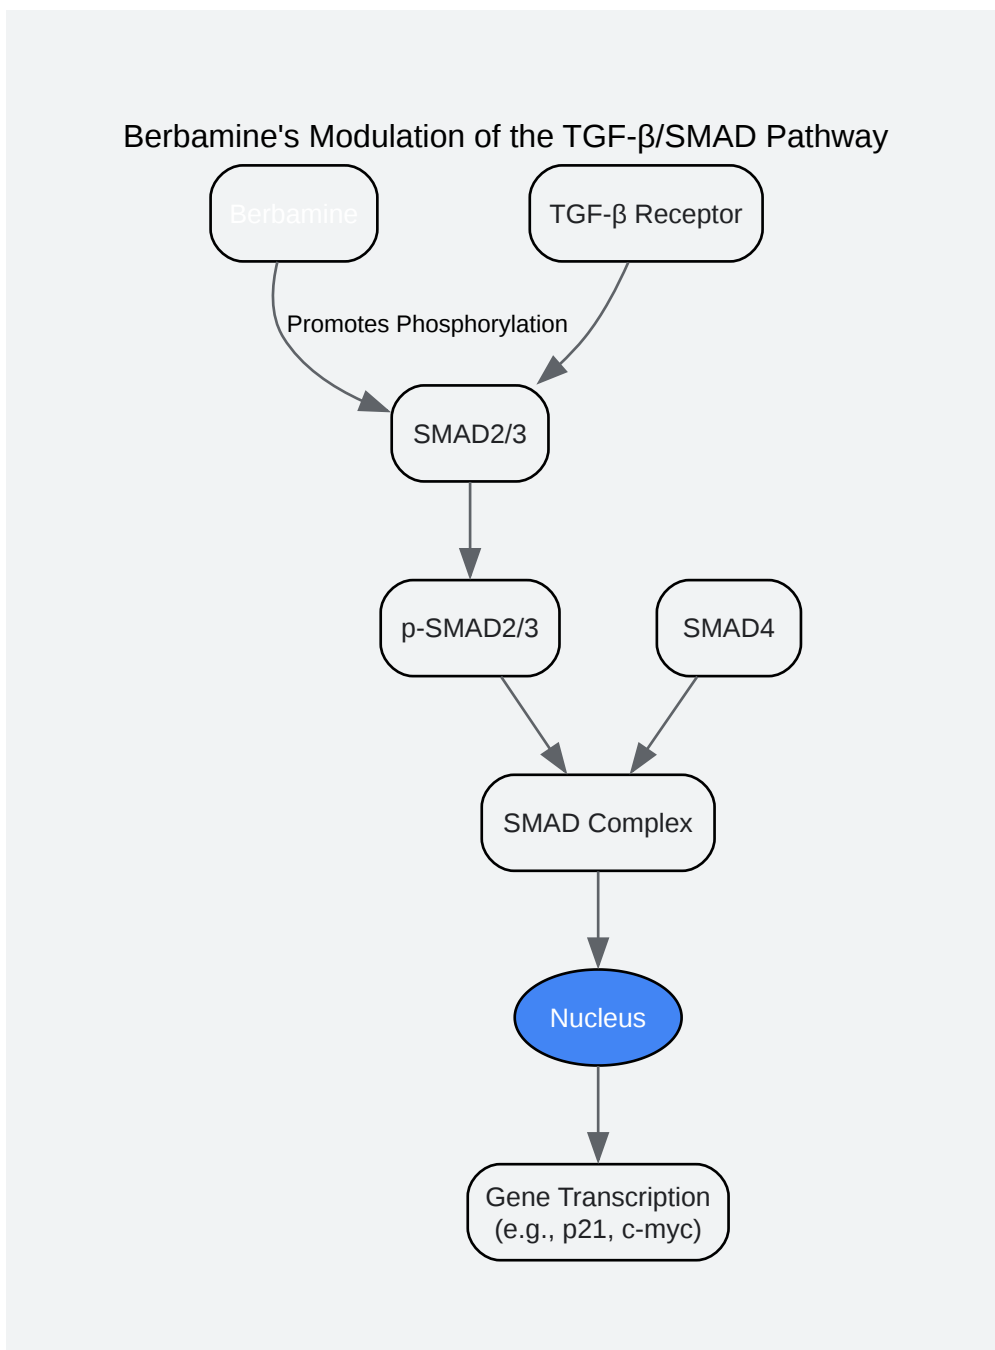 Berbamine's Modulation of the TGF-β/SMAD Pathway
Berbamine
TGF-β Receptor
Promotes Phosphorylation
SMAD2/3
p-SMAD2/3
SMAD4
SMAD Complex
Nucleus
Gene Transcription
(e.g., p21, c-myc)